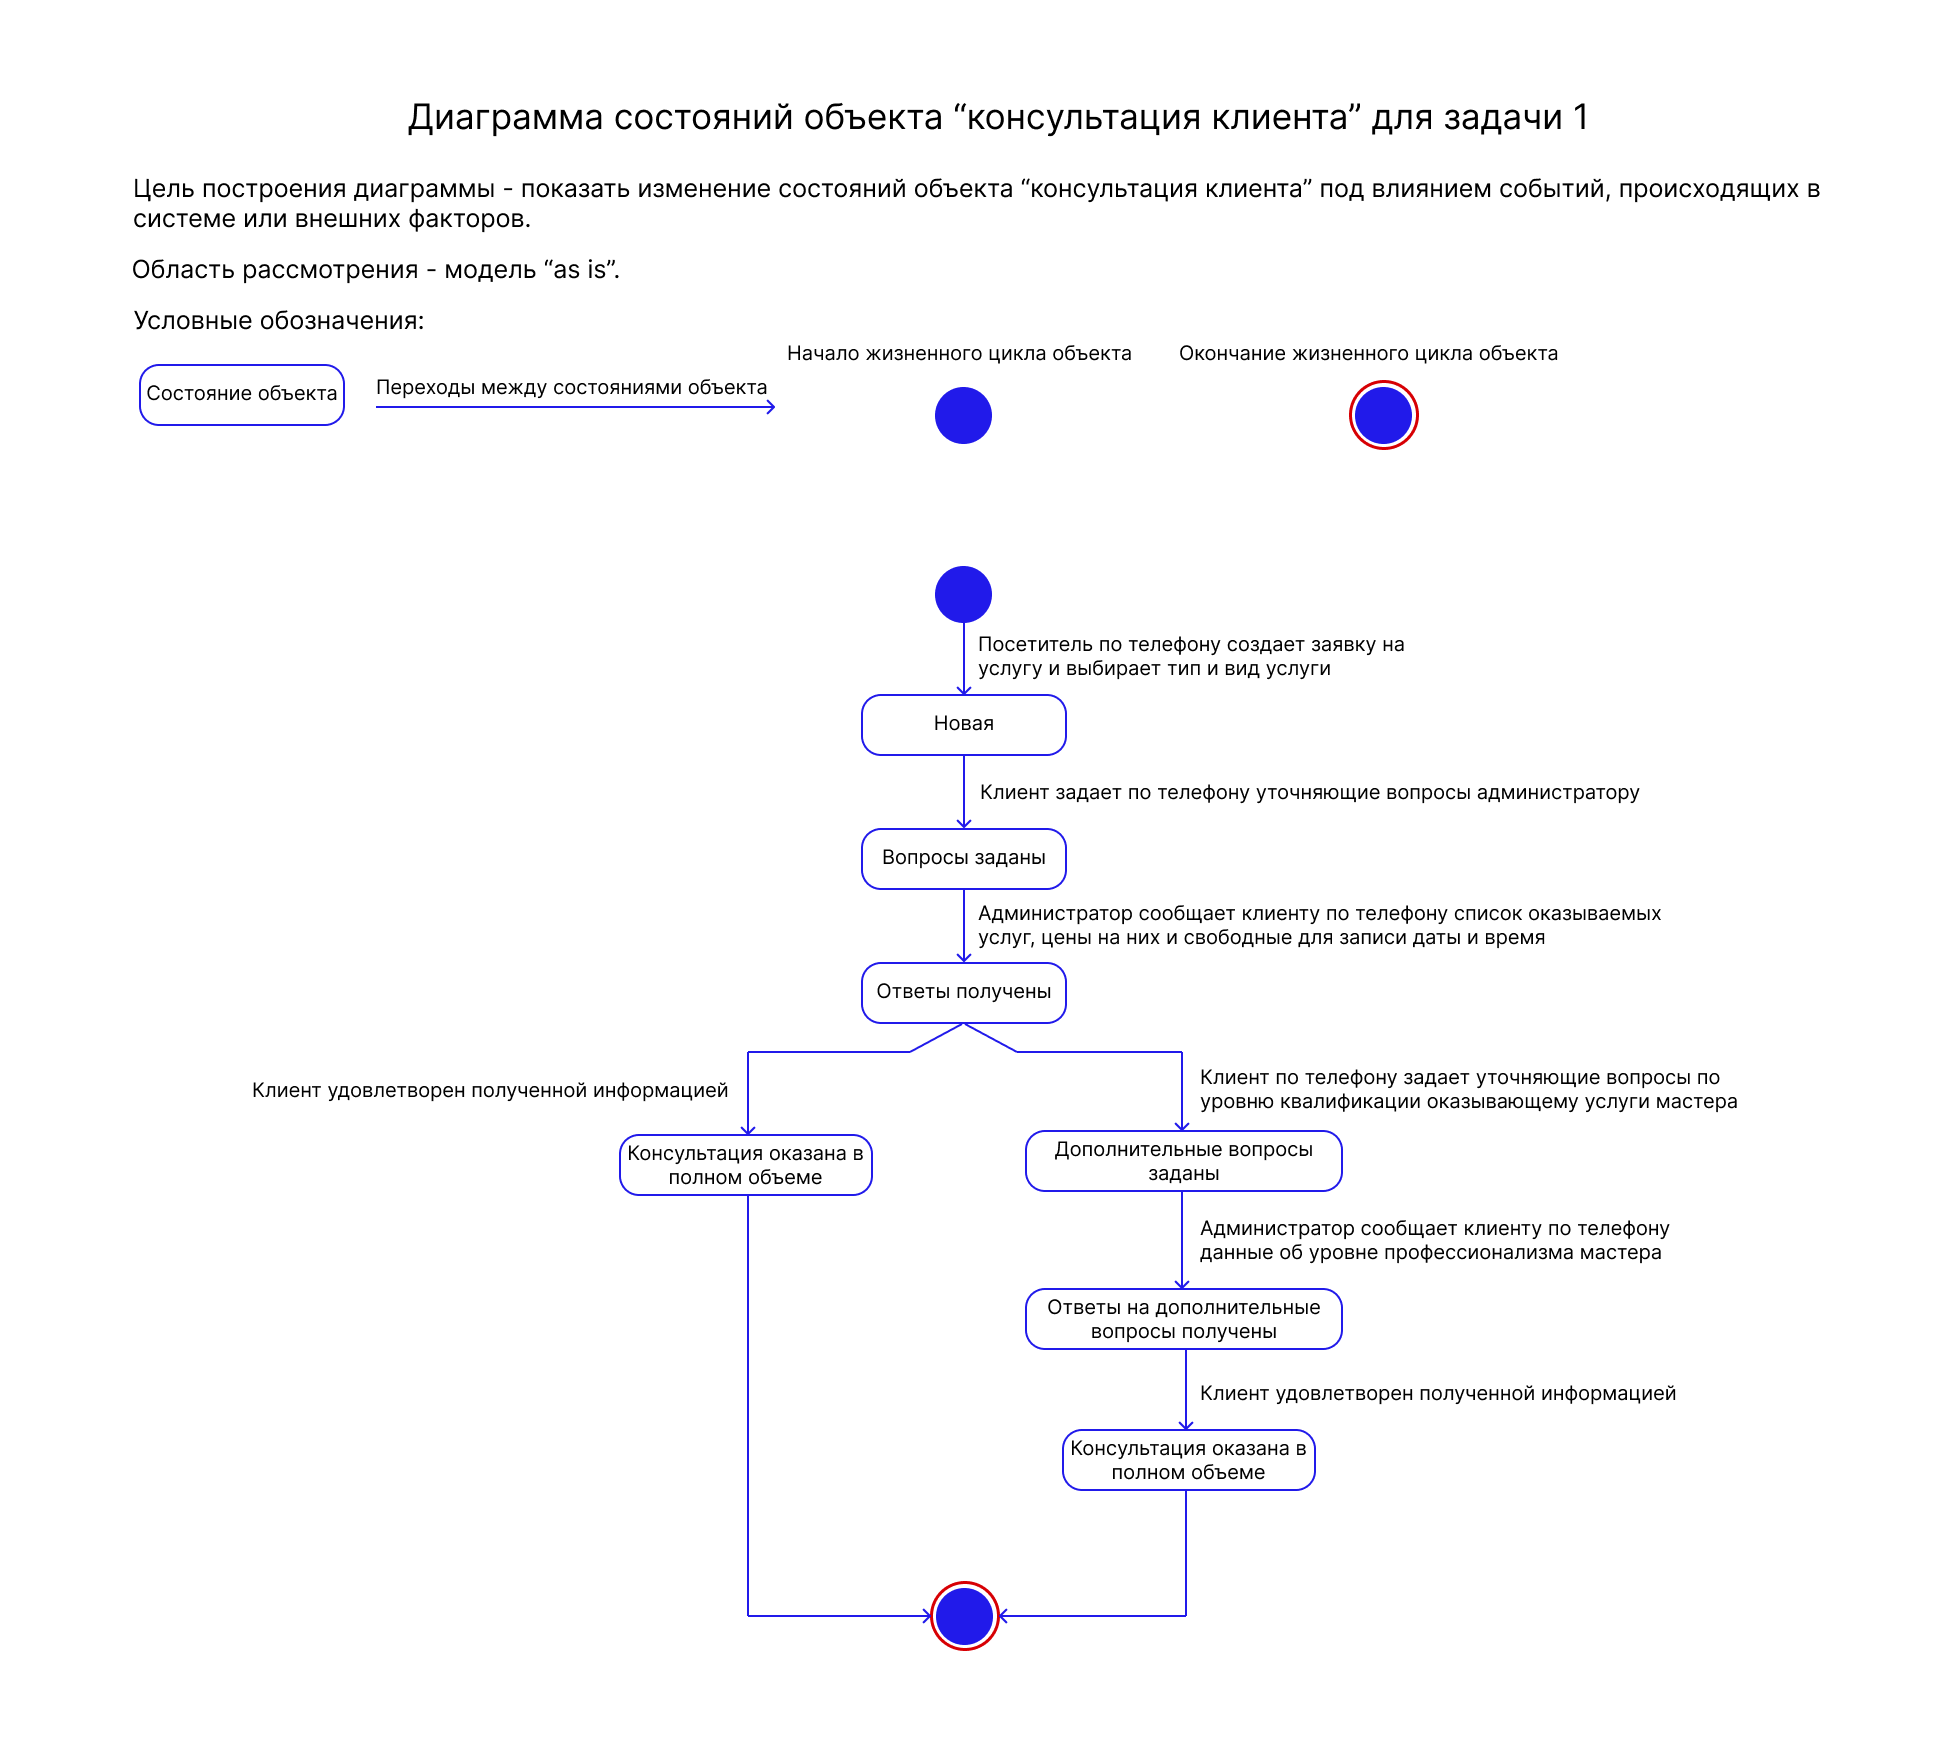 Диаграмма состояний объекта “консультация клиента” для задачи 1
Цель построения диаграммы - показать изменение состояний объекта “консультация клиента” под влиянием событий, происходящих в
системе или внешних факторов.
Область рассмотрения - модель “as is”.
Условные обозначения:
Состояние объекта
Переходы между состояниями объекта
Начало жизненного цикла объекта
Окончание жизненного цикла объекта
Посетитель по телефону создает заявку на
услугу и выбирает тип и вид услуги
Новая
Клиент задает по телефону уточняющие вопросы администратору
Вопросы заданы
Администратор сообщает клиенту по телефону список оказываемых
услуг, цены на них и свободные для записи даты и время
Ответы получены
Клиент удовлетворен полученной информацией
Консультация оказана в
полном объеме
Клиент по телефону задает уточняющие вопросы по
уровню квалификации оказывающему услуги мастера
Дополнительные вопросы
заданы
Администратор сообщает клиенту по телефону
данные об уровне профессионализма мастера
Ответы на дополнительные
вопросы получены
Клиент удовлетворен полученной информацией
Консультация оказана в
полном объеме